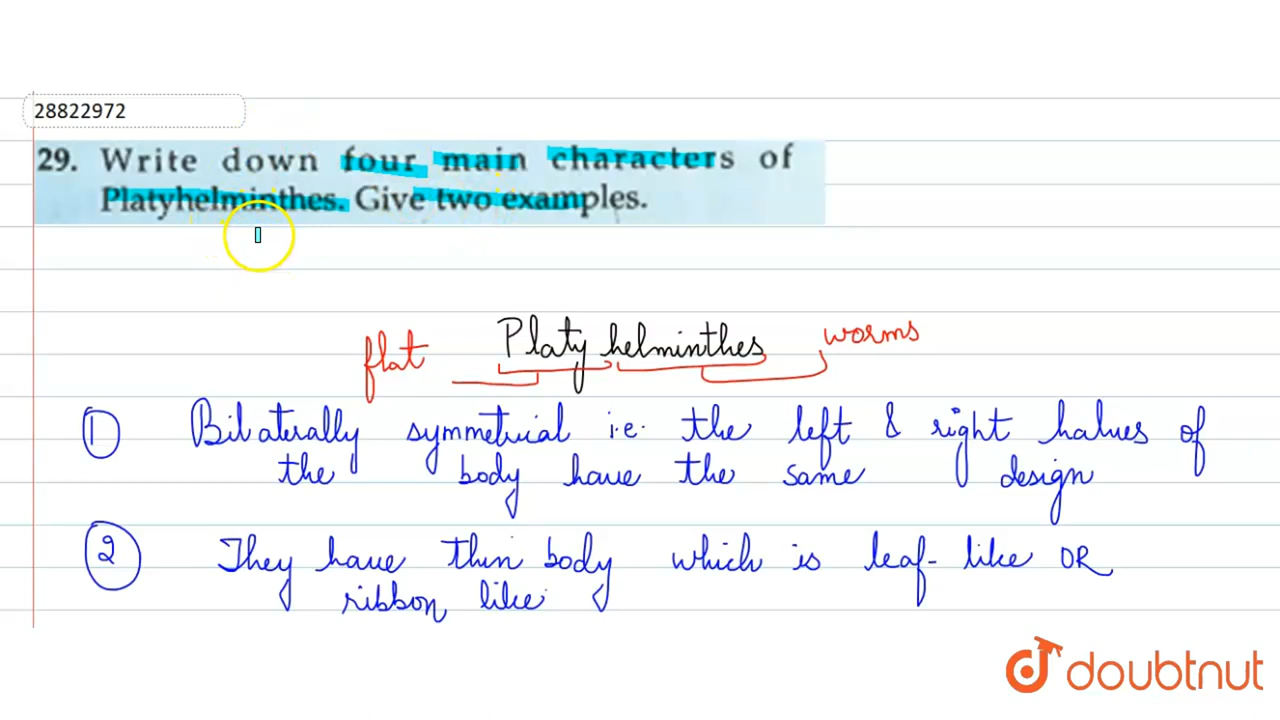 28822972
29. Write down four main characters of
Platyhelminthes. Give two examples.
flat Platy helminthes worms
1 Bilaterally symmetrical i.e. the left & right halves of
the body have the same design
2 They have thin body which is leaf-like OR
ribbon like.
doubtnut